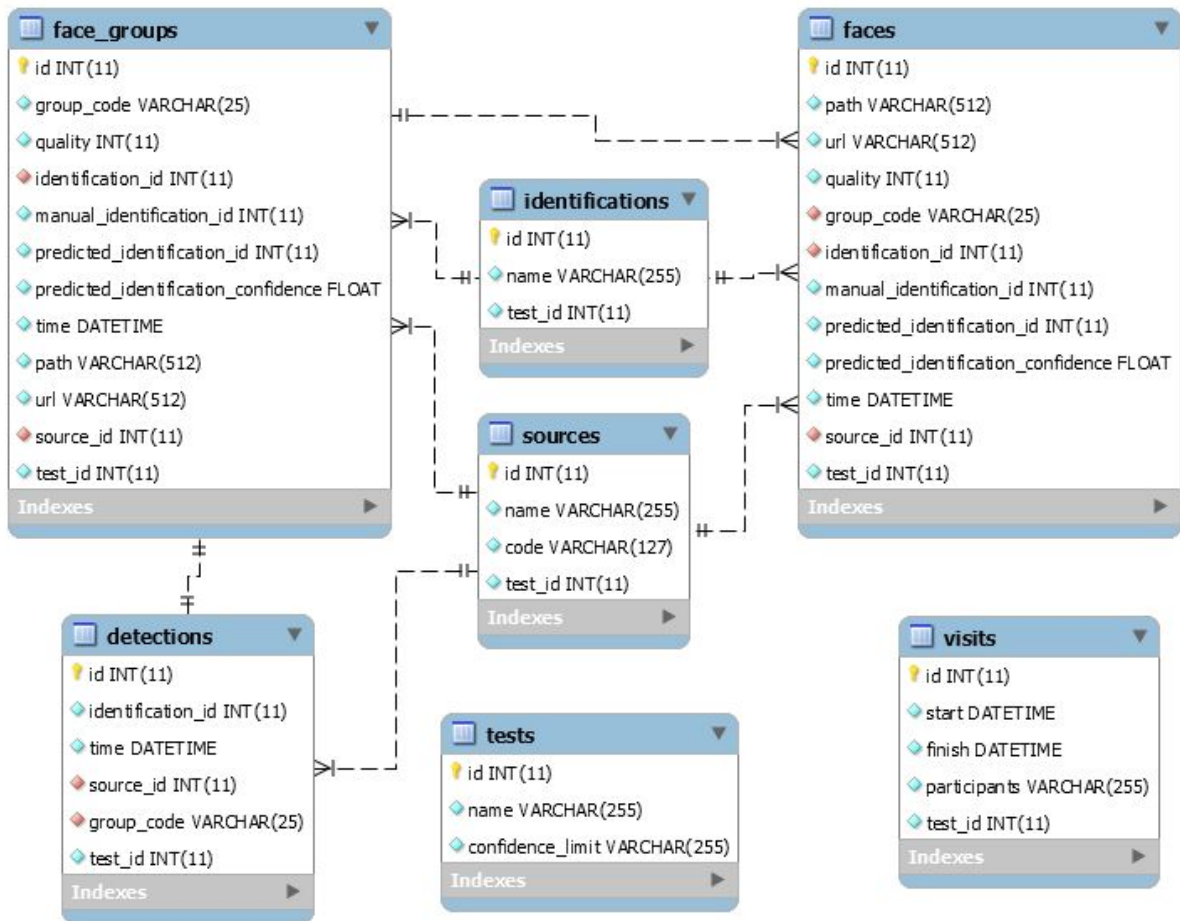 face_groups
id INT(11)
group_code VARCHAR(25)
quality INT(11)
identification_id INT(11)
manual_identification_id INT(11)
predicted_identification_id INT(11)
predicted_identification_confidence FLOAT
time DATETIME
path VARCHAR(512)
url VARCHAR(512)
source_id INT(11)
test_id INT(11)
Indexes
faces
id INT(11)
path VARCHAR(512)
url VARCHAR(512)
quality INT(11)
group_code VARCHAR(25)
identification_id INT(11)
manual_identification_id INT(11)
predicted_identification_id INT(11)
predicted_identification_confidence FLOAT
time DATETIME
source_id INT(11)
test_id INT(11)
Indexes
identifications
id INT(11)
name VARCHAR(255)
test_id INT(11)
Indexes
sources
id INT(11)
name VARCHAR(255)
code VARCHAR(127)
test_id INT(11)
Indexes
detections
id INT(11)
identification_id INT(11)
time DATETIME
source_id INT(11)
group_code VARCHAR(25)
test_id INT(11)
Indexes
tests
id INT(11)
name VARCHAR(255)
confidence_limit VARCHAR(255)
Indexes
visits
id INT(11)
start DATETIME
finish DATETIME
participants VARCHAR(255)
test_id INT(11)
Indexes